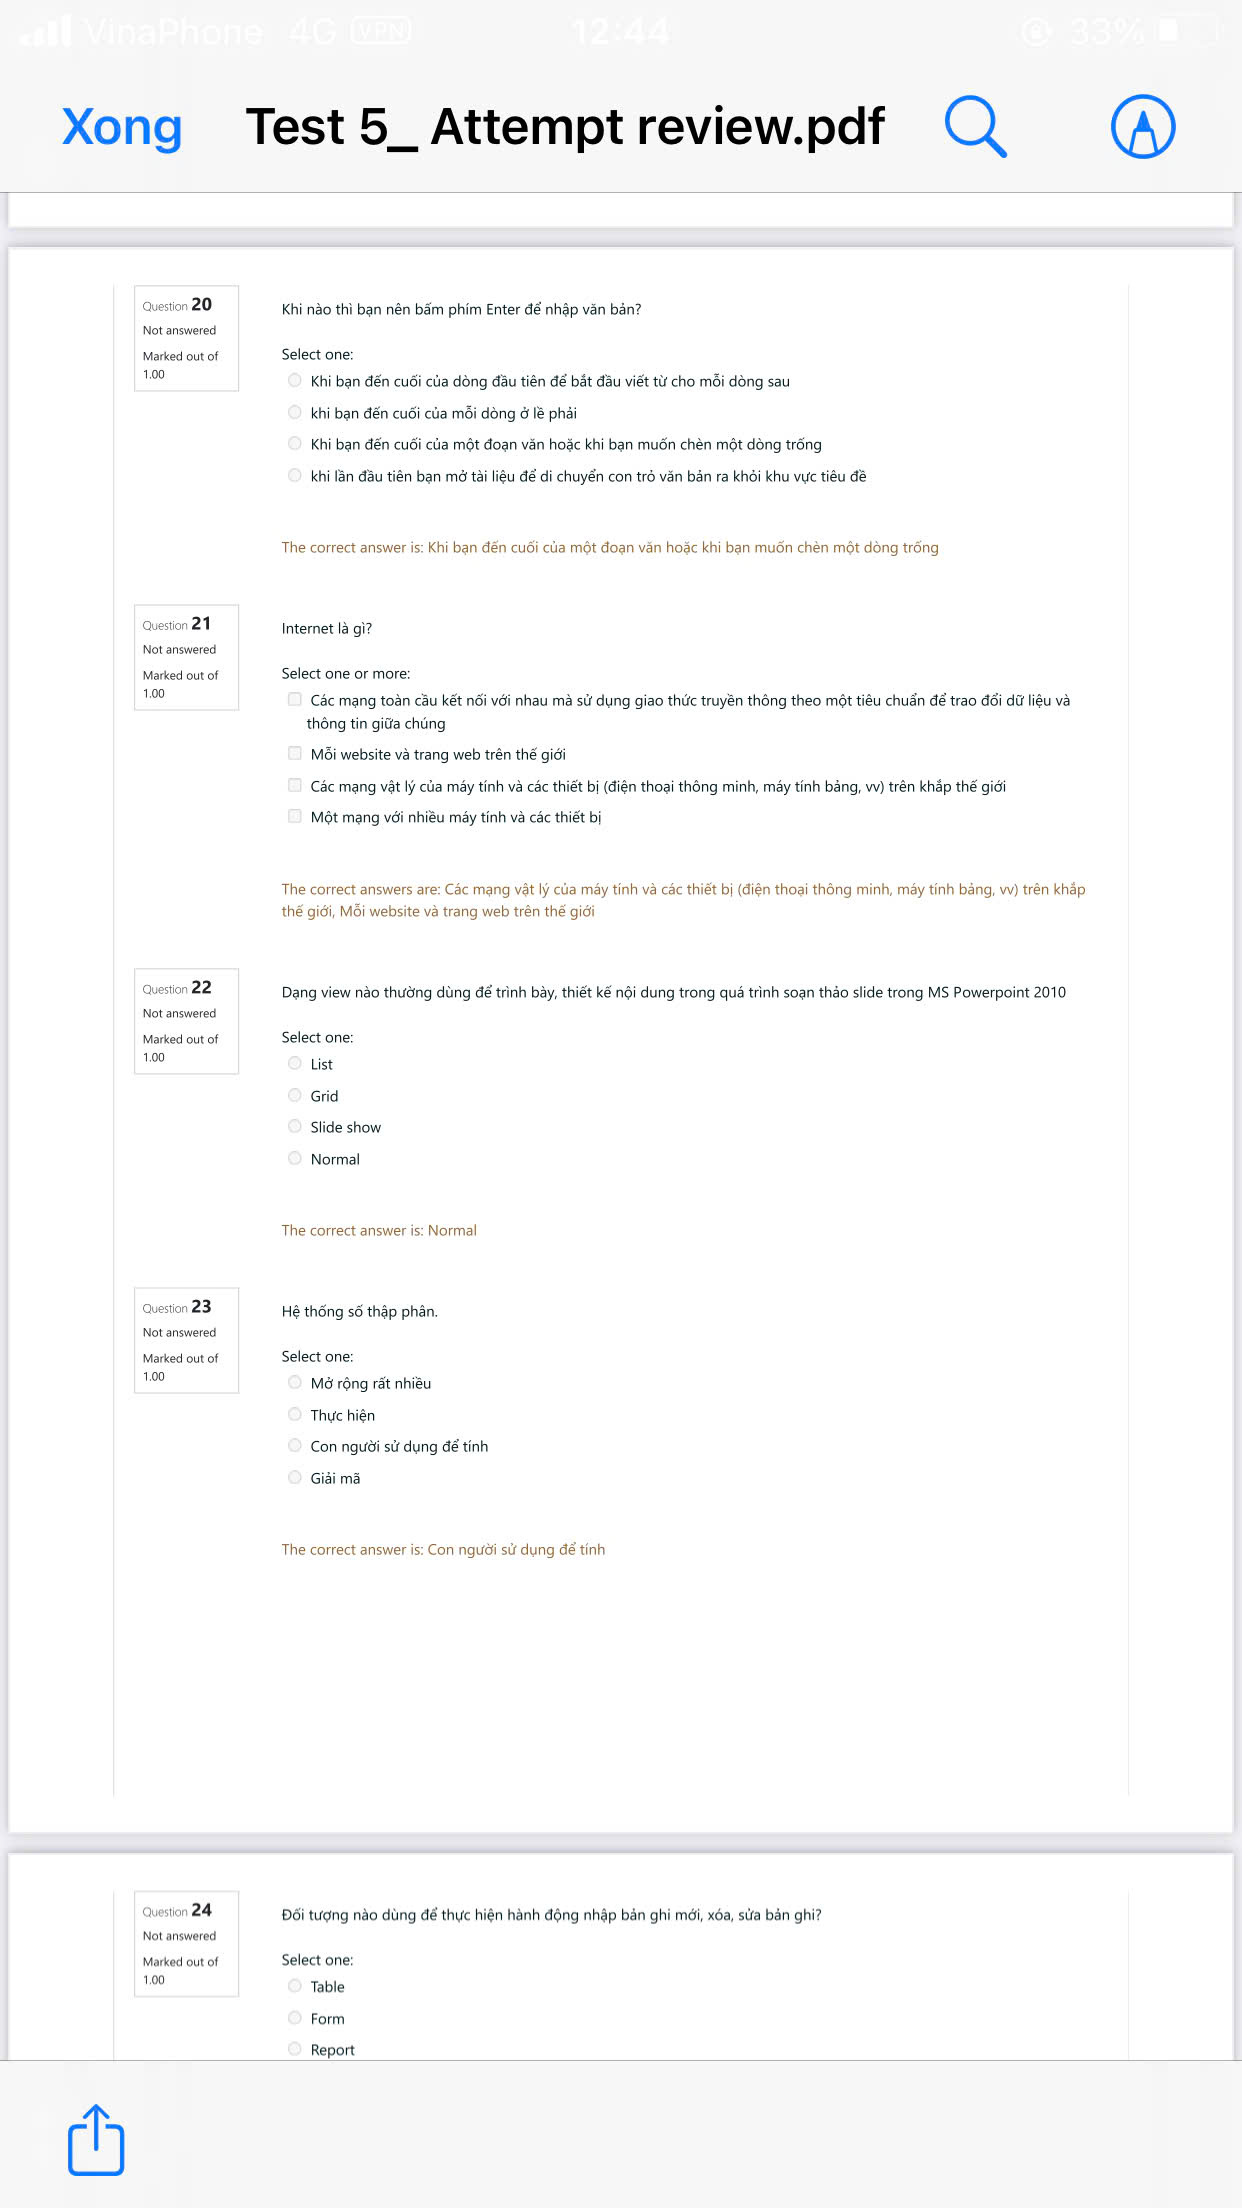 VinaPhone 4G VPN 12:44 33%
Xong Test 5_ Attempt review.pdf
Question 20
Not answered
Marked out of
1.00
Khi nào thì bạn nên bấm phím Enter để nhập văn bản?
Select one:
Khi bạn đến cuối của dòng đầu tiên để bắt đầu viết từ cho mỗi dòng sau
khi bạn đến cuối của mỗi dòng ở lề phải
Khi bạn đến cuối của một đoạn văn hoặc khi bạn muốn chèn một dòng trống
khi lần đầu tiên bạn mở tài liệu để di chuyển con trỏ văn bản ra khỏi khu vực tiêu đề
The correct answer is: Khi bạn đến cuối của một đoạn văn hoặc khi bạn muốn chèn một dòng trống
Question 21
Not answered
Marked out of
1.00
Internet là gì?
Select one or more:
Các mạng toàn cầu kết nối với nhau mà sử dụng giao thức truyền thông theo một tiêu chuẩn để trao đổi dữ liệu và
thông tin giữa chúng
Mỗi website và trang web trên thế giới
Các mạng vật lý của máy tính và các thiết bị (điện thoại thông minh, máy tính bảng, vv) trên khắp thế giới
Một mạng với nhiều máy tính và các thiết bị
The correct answers are: Các mạng vật lý của máy tính và các thiết bị (điện thoại thông minh, máy tính bảng, vv) trên khắp
thế giới, Mỗi website và trang web trên thế giới
Question 22
Not answered
Marked out of
1.00
Dạng view nào thường dùng để trình bày, thiết kế nội dung trong quá trình soạn thảo slide trong MS Powerpoint 2010
Select one:
List
Grid
Slide show
Normal
The correct answer is: Normal
Question 23
Not answered
Marked out of
1.00
Hệ thống số thập phân.
Select one:
Mở rộng rất nhiều
Thực hiện
Con người sử dụng để tính
Giải mã
The correct answer is: Con người sử dụng để tính
Question 24
Not answered
Marked out of
1.00
Đối tượng nào dùng để thực hiện hành động nhập bản ghi mới, xóa, sửa bản ghi?
Select one:
Table
Form
Report